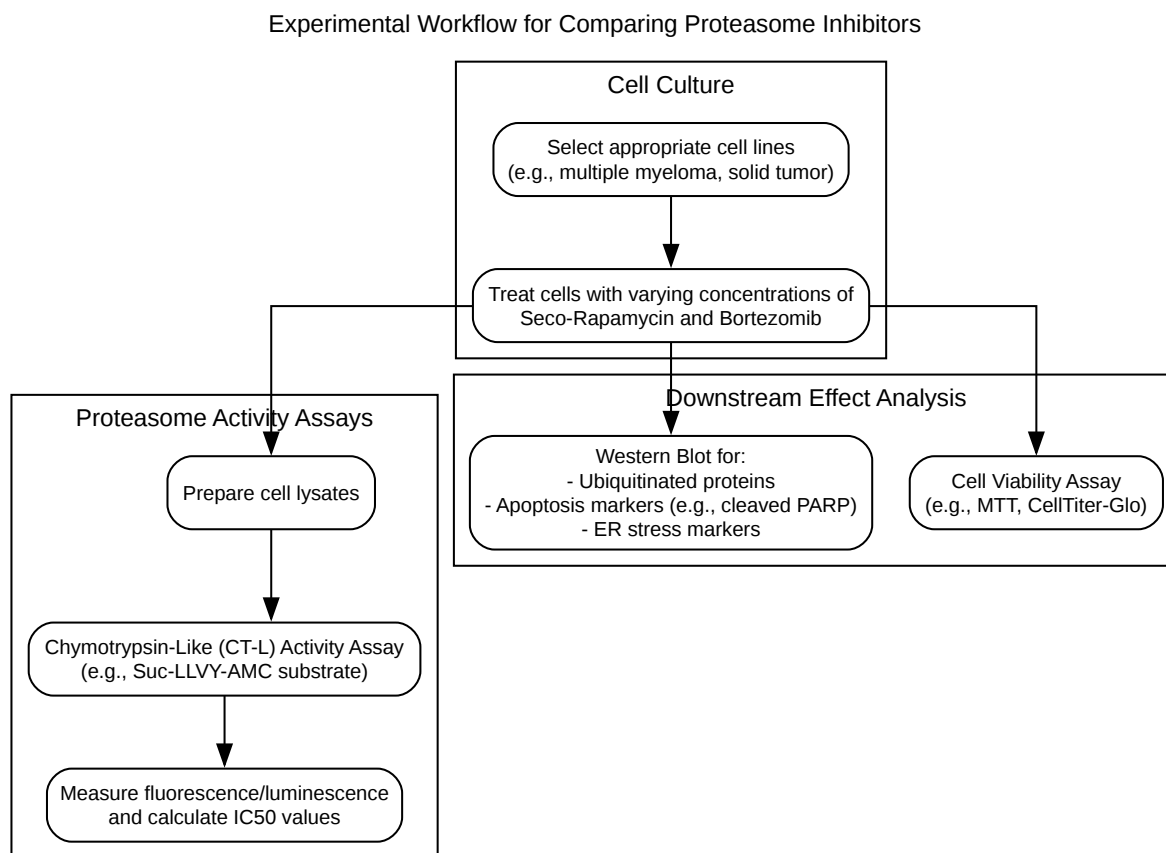 Experimental Workflow for Comparing Proteasome Inhibitors
Cell Culture
Select appropriate cell lines
(e.g., multiple myeloma, solid tumor)
Treat cells with varying concentrations of
Seco-Rapamycin and Bortezomib
Proteasome Activity Assays
Prepare cell lysates
Chymotrypsin-Like (CT-L) Activity Assay
(e.g., Suc-LLVY-AMC substrate)
Measure fluorescence/luminescence
and calculate IC50 values
Downstream Effect Analysis
Western Blot for:
- Ubiquitinated proteins
- Apoptosis markers (e.g., cleaved PARP)
- ER stress markers
Cell Viability Assay
(e.g., MTT, CellTiter-Glo)